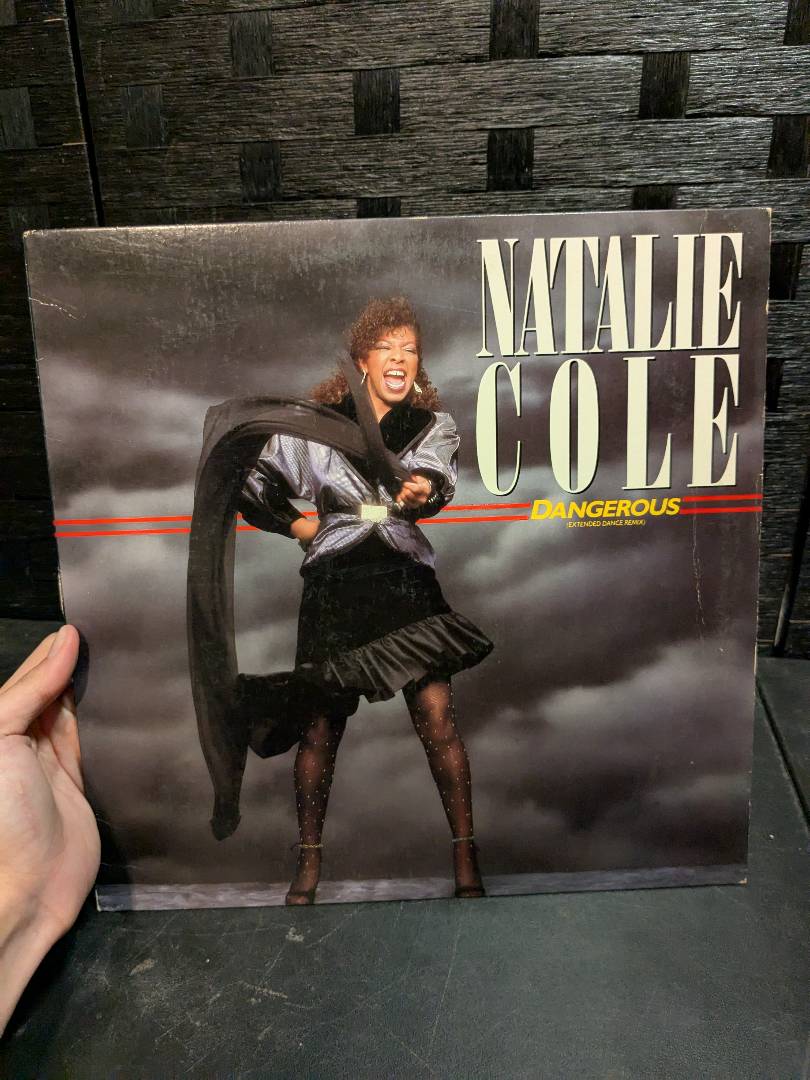 NATALIE
COLE
DANGEROUS
(EXTENDED DANCE REMIX)